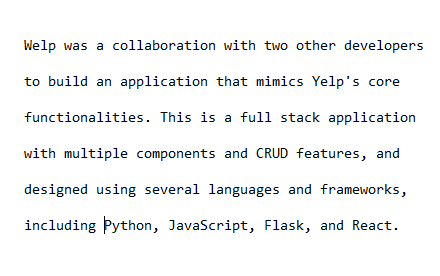 Welp was a collaboration with two other developers
to build an application that mimics Yelp's core
functionalities. This is a full stack application
with multiple components and CRUD features, and
designed using several languages and frameworks,
including Python, JavaScript, Flask, and React.